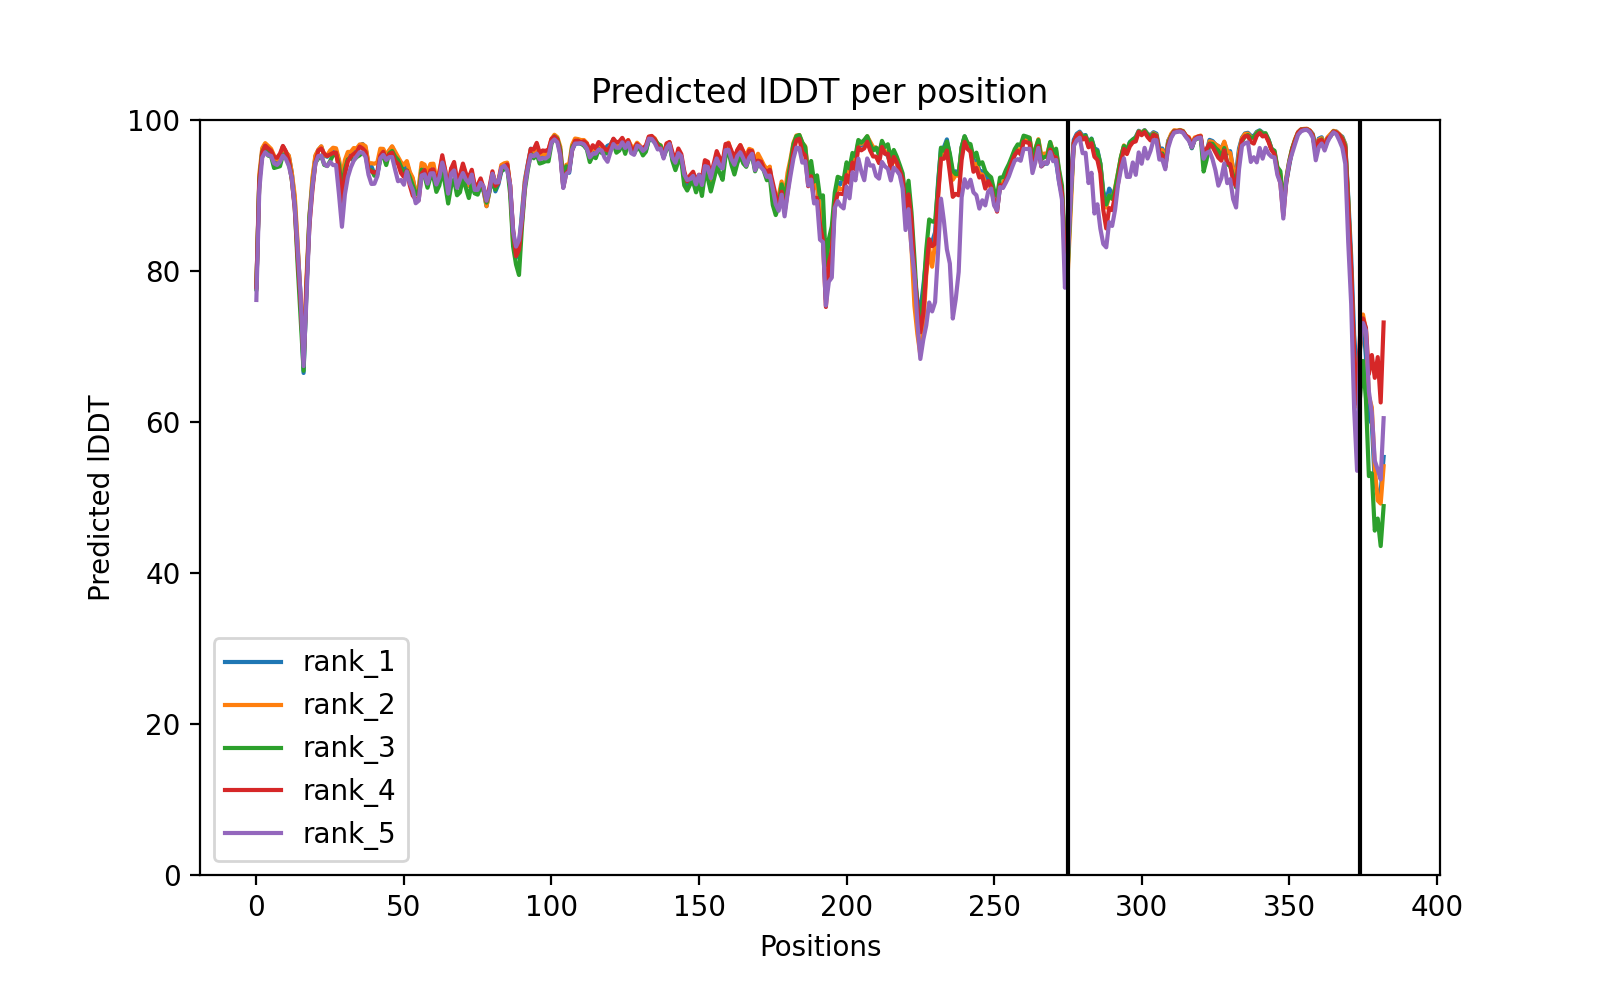 Predicted lDDT per position
100
80
60
40
20
0
Predicted lDDT
rank_1
rank_2
rank_3
rank_4
rank_5
0 50 100 150 200 250 300 350 400
Positions